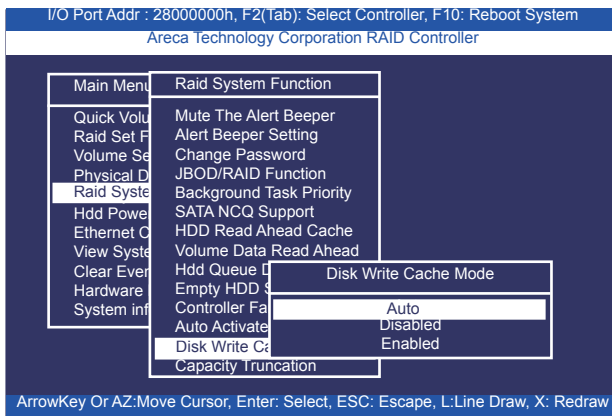 I/O Port Addr : 28000000h, F2(Tab): Select Controller, F10: Reboot System
Areca Technology Corporation RAID Controller
Main Menu
Quick Volu
Raid Set F
Volume Se
Physical D
Raid Syste
Hdd Powe
Ethernet C
View Syste
Clear Even
Hardware
System inf
Raid System Function
Mute The Alert Beeper
Alert Beeper Setting
Change Password
JBOD/RAID Function
Background Task Priority
SATA NCQ Support
HDD Read Ahead Cache
Volume Data Read Ahead
Hdd Queue D
Empty HDD S
Controller Fa
Auto Activate
Disk Write Ca
Capacity Truncation
Disk Write Cache Mode
Auto
Disabled
Enabled
ArrowKey Or AZ:Move Cursor, Enter: Select, ESC: Escape, L:Line Draw, X: Redraw